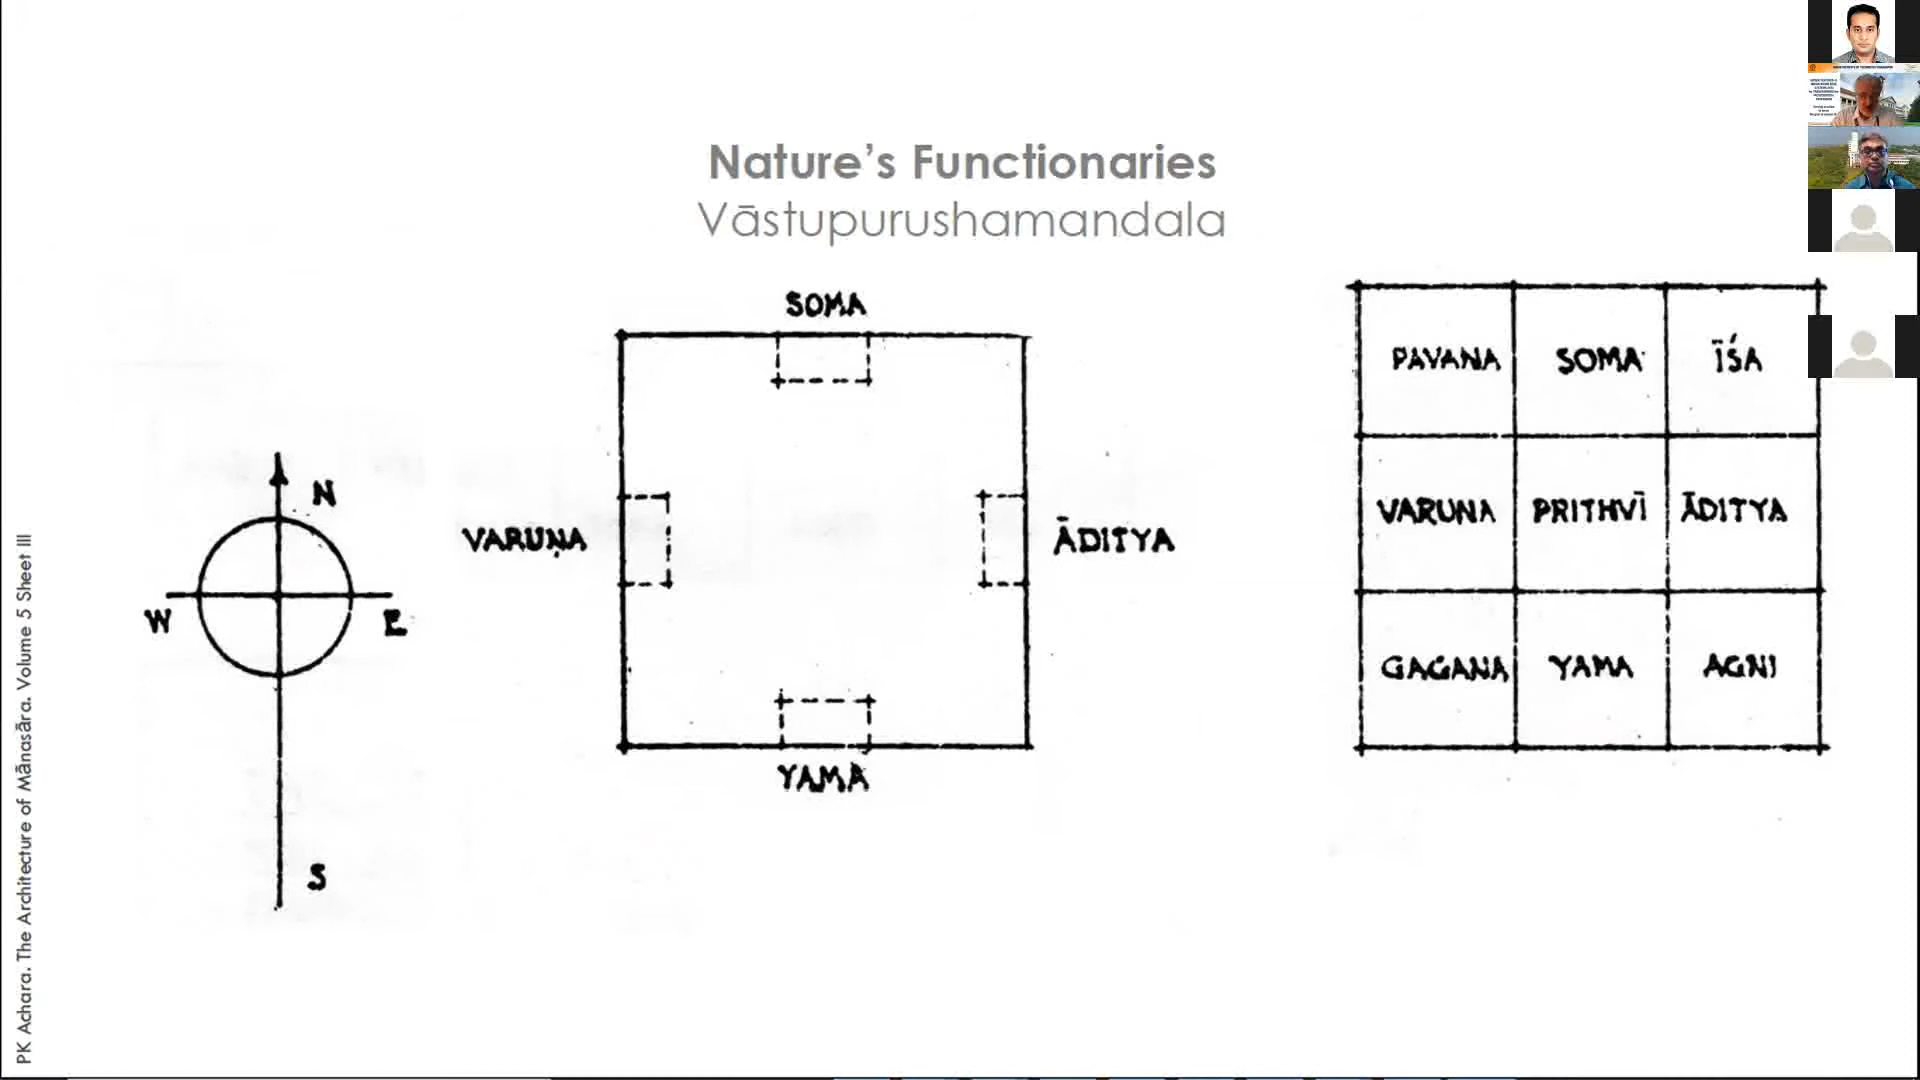 Nature’s Functionaries
Vāstupurushamandala
N
W
E
S
SOMA
VARUṆA
ĀDITYA
YAMA
PAVANA SOMA ĪŚA
VARUNA PRITHVĪ ĀDITYA
GAGANA YAMA AGNI
PK Achara. The Architecture of Mānasāra. Volume 5 Sheet III